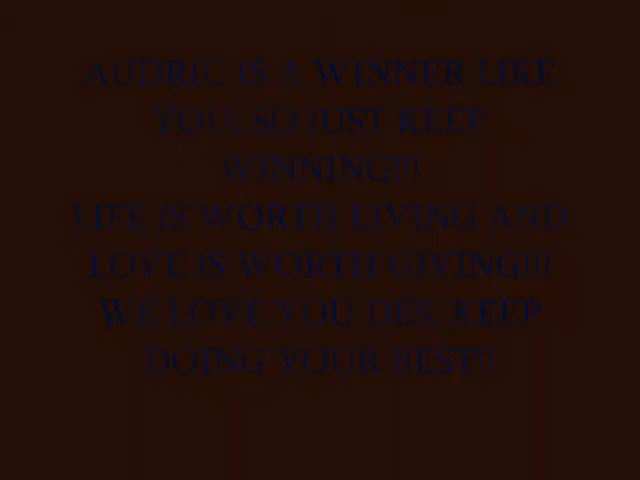 AUDRIC IS A WINNER LIKE
YOU, SO JUST KEEP
WINNING!!!
LIFE IS WORTH LIVING AND
LOVE IS WORTH GIVING!!!
WE LOVE YOU DES, KEEP
DOING YOUR BEST!!